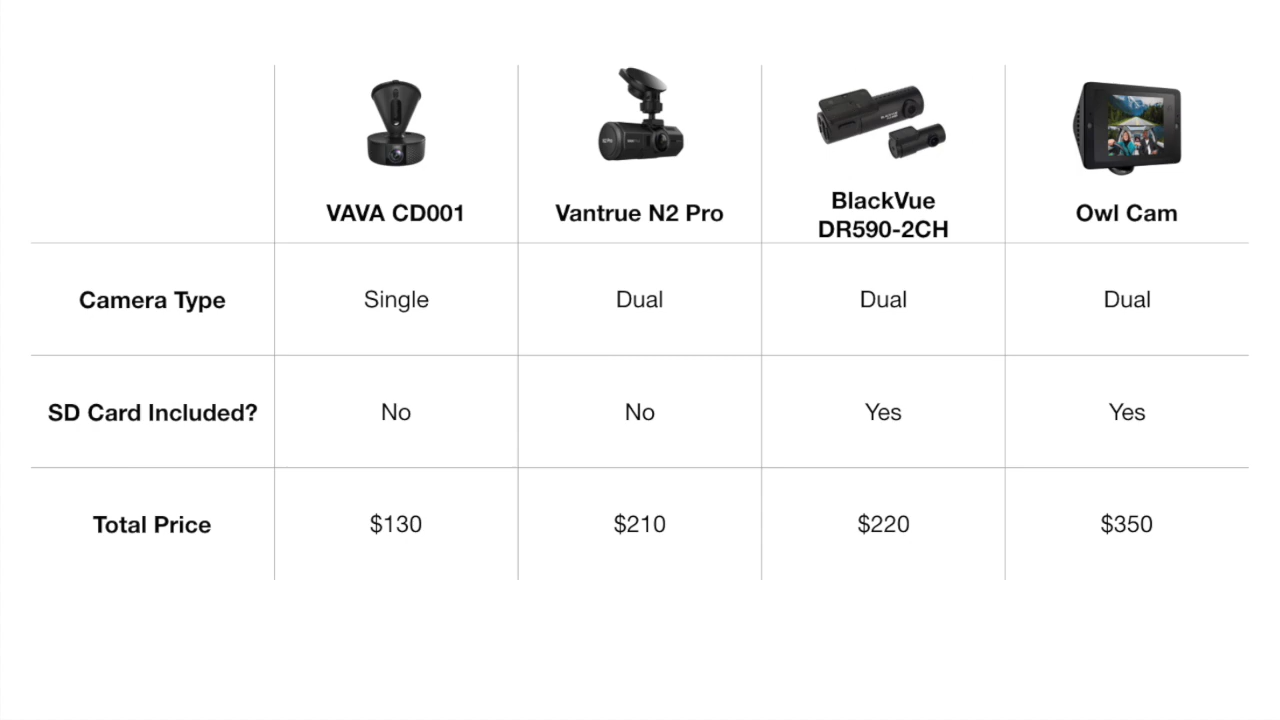 VAVA CD001
Vantrue N2 Pro
BlackVue
DR590-2CH
Owl Cam
Camera Type
Single
Dual
Dual
Dual
SD Card Included?
No
No
Yes
Yes
Total Price
$130
$210
$220
$350